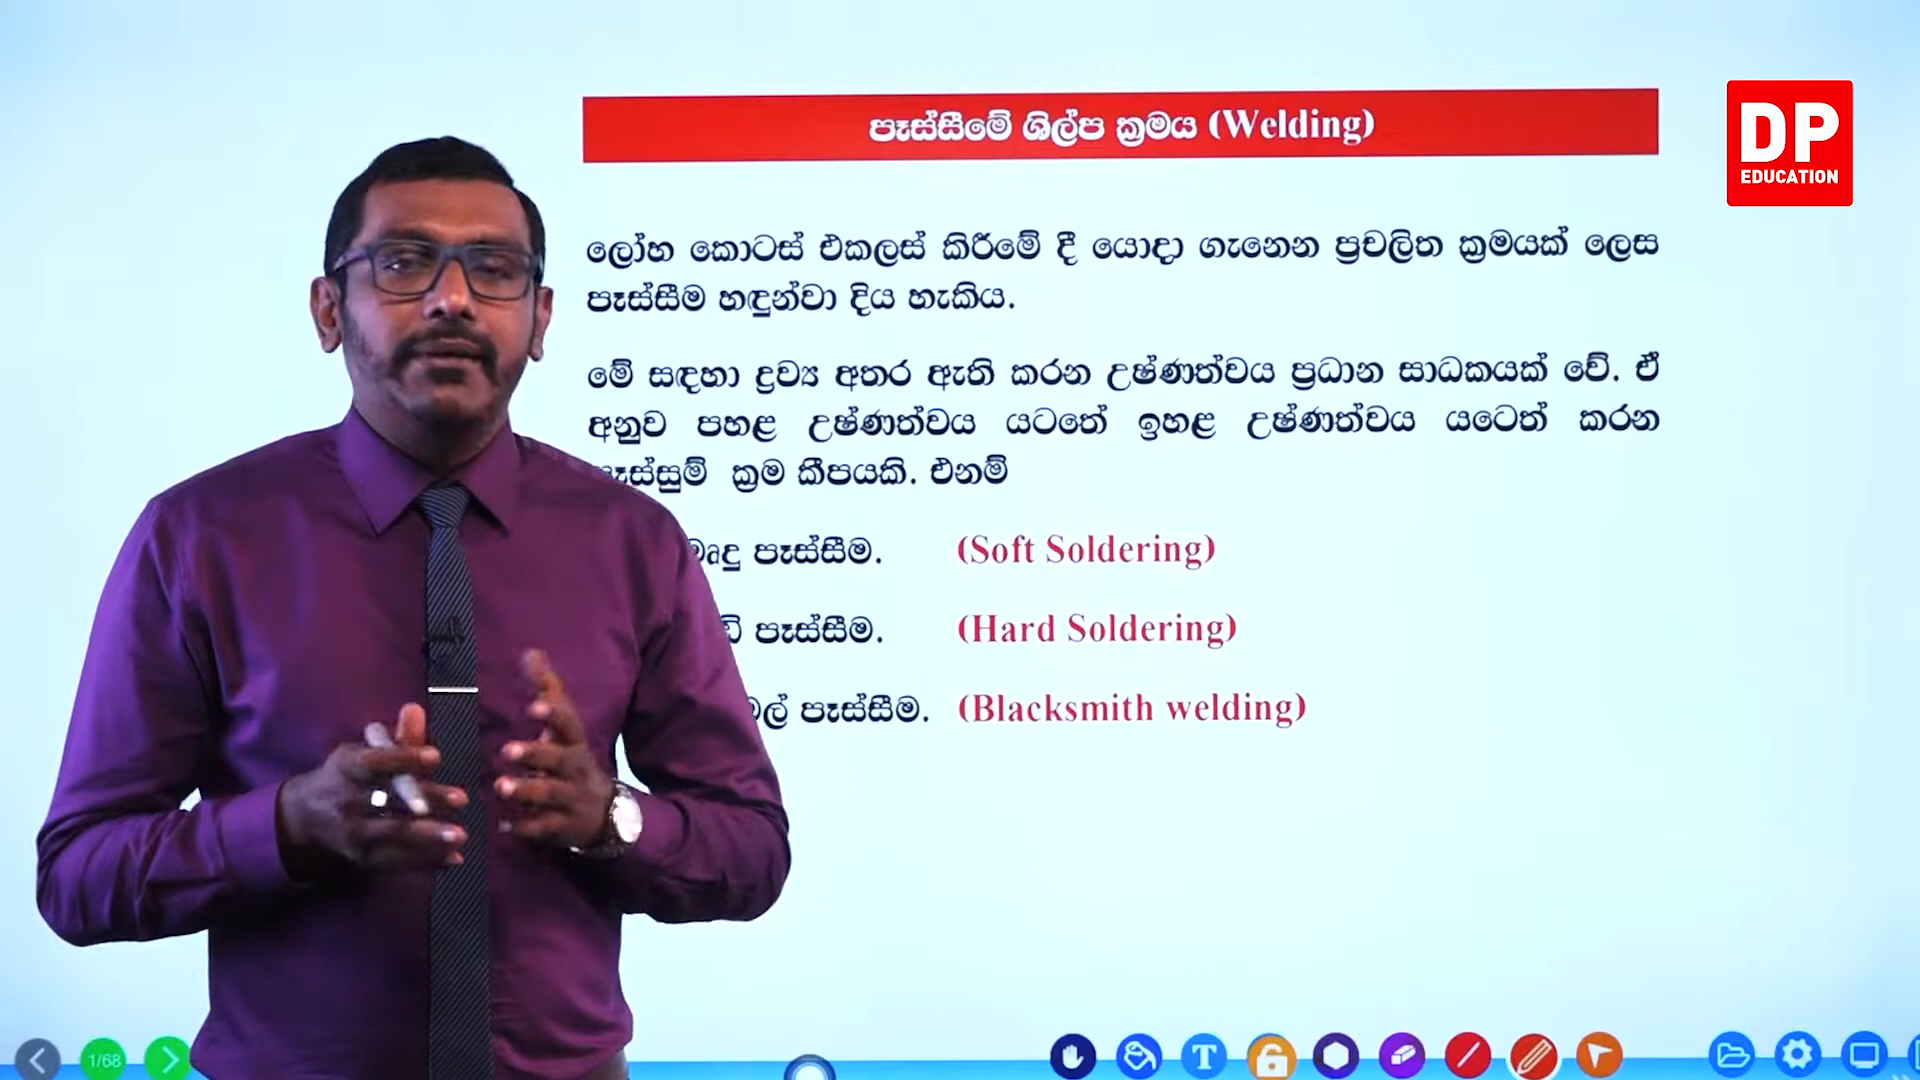 පෑස්සීමේ ශිල්ප ක්‍රමය (Welding)
DP
EDUCATION
ලෝහ කොටස් එකලස් කිරීමේ දී යොදා ගැනෙන ප්‍රචලිත ක්‍රමයක් ලෙස
පෑස්සීම හඳුන්වා දිය හැකිය.
මේ සඳහා ද්‍රව්‍ය අතර ඇති කරන උෂ්ණත්වය ප්‍රධාන සාධකයක් වේ. ඒ
අනුව පහළ උෂ්ණත්වය යටතේ ඉහළ උෂ්ණත්වය යටෙත් කරන
ක්‍රම කීපයකි. එනම්
පෑස්සීම. (Soft Soldering)
පෑස්සීම. (Hard Soldering)
පෑස්සීම. (Blacksmith welding)
1/68
T